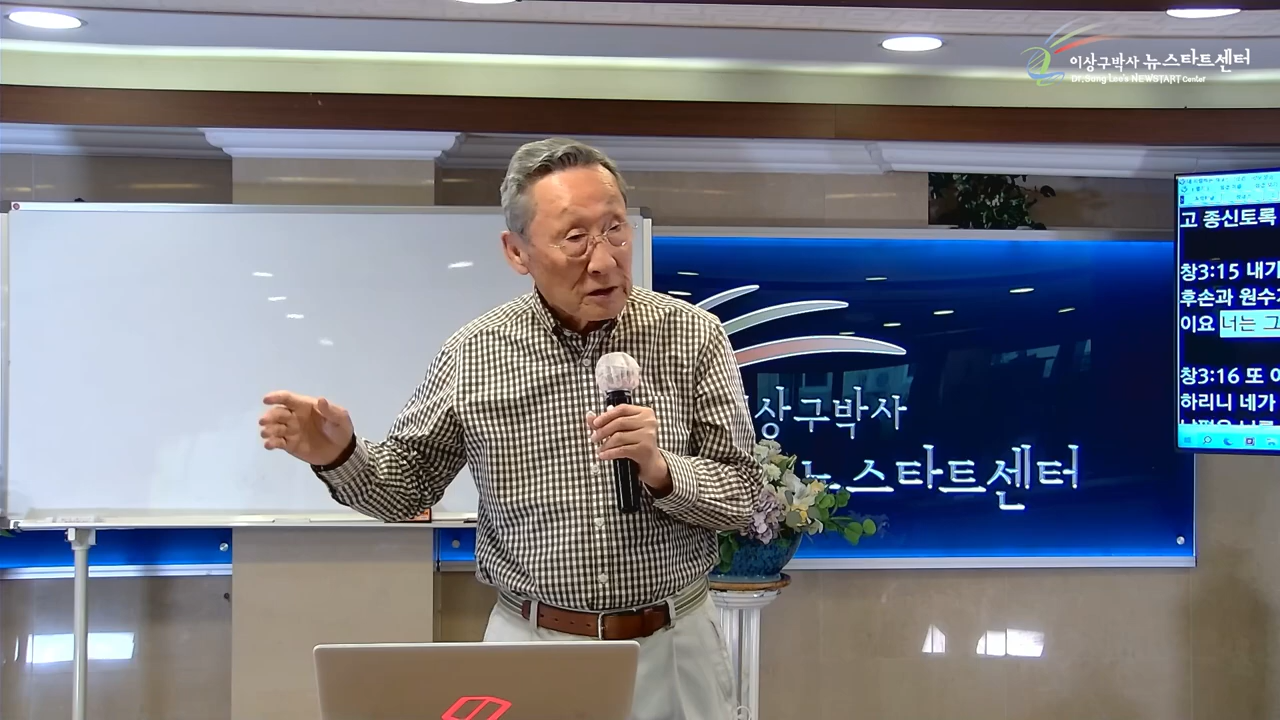 이상구박사 뉴스타트센터
Dr. Sang Lee's NEWSTART Center
고 종신토록
창3:15 내가
후손과 원수
이요 너는 그
창3:16 또
하리니 네가
상구박사
뉴스타트센터